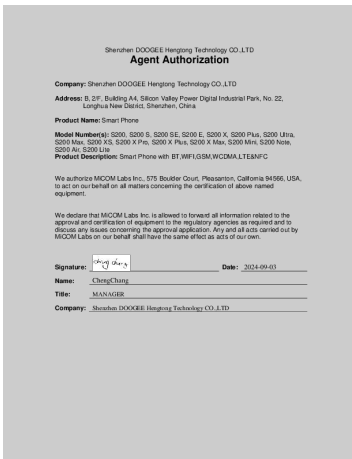 Shenzhen DOOGEE Hengtong Technology CO.,LTD
Agent Authorization
Company: Shenzhen DOOGEE Hengtong Technology CO.,LTD
Address: B, 2/F, Building A4, Silicon Valley Power Digital Industrial Park, No. 22,
Longhua New District, Shenzhen, China
Product Name: Smart Phone
Model Number(s): S200, S200 S, S200 SE, S200 E, S200 X, S200 Plus, S200 Ultra,
S200 Max, S200 XS, S200 X Pro, S200 X Plus, S200 X Max, S200 Mini, S200 Note,
S200 Air, S200 Lite
Product Description: Smart Phone with BT,WIFI,GSM,WCDMA,LTE&NFC
We authorize MiCOM Labs Inc., 575 Boulder Court, Pleasanton, California 94566, USA,
to act on our behalf on all matters concerning the certification of above named
equipment.
We declare that MiCOM Labs Inc. is allowed to forward all information related to the
approval and certification of equipment to the regulatory agencies as required and to
discuss any issues concerning the approval application. Any and all acts carried out by
MiCOM Labs on our behalf shall have the same effect as acts of our own.
Signature: ching chang Date: 2024-09-03
Name: ChengChang
Title: MANAGER
Company: Shenzhen DOOGEE Hengtong Technology CO.,LTD